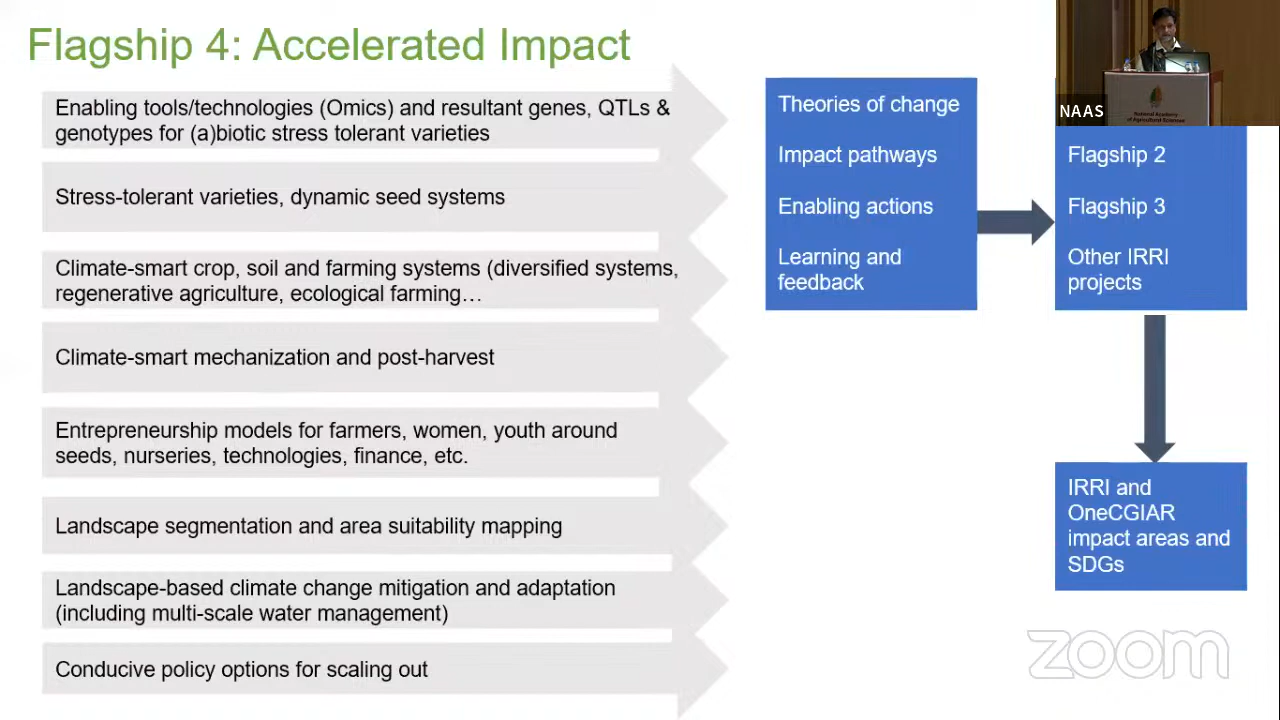 Flagship 4: Accelerated Impact
Enabling tools/technologies (Omics) and resultant genes, QTLs &
genotypes for (a)biotic stress tolerant varieties
Stress-tolerant varieties, dynamic seed systems
Climate-smart crop, soil and farming systems (diversified systems,
regenerative agriculture, ecological farming…
Climate-smart mechanization and post-harvest
Entrepreneurship models for farmers, women, youth around
seeds, nurseries, technologies, finance, etc.
Landscape segmentation and area suitability mapping
Landscape-based climate change mitigation and adaptation
(including multi-scale water management)
Conducive policy options for scaling out
Theories of change
Impact pathways
Enabling actions
Learning and
feedback
NAAS
National Academy
of Agricultural Sciences
Flagship 2
Flagship 3
Other IRRI
projects
IRRI and
OneCGIAR
impact areas and
SDGs
zoom